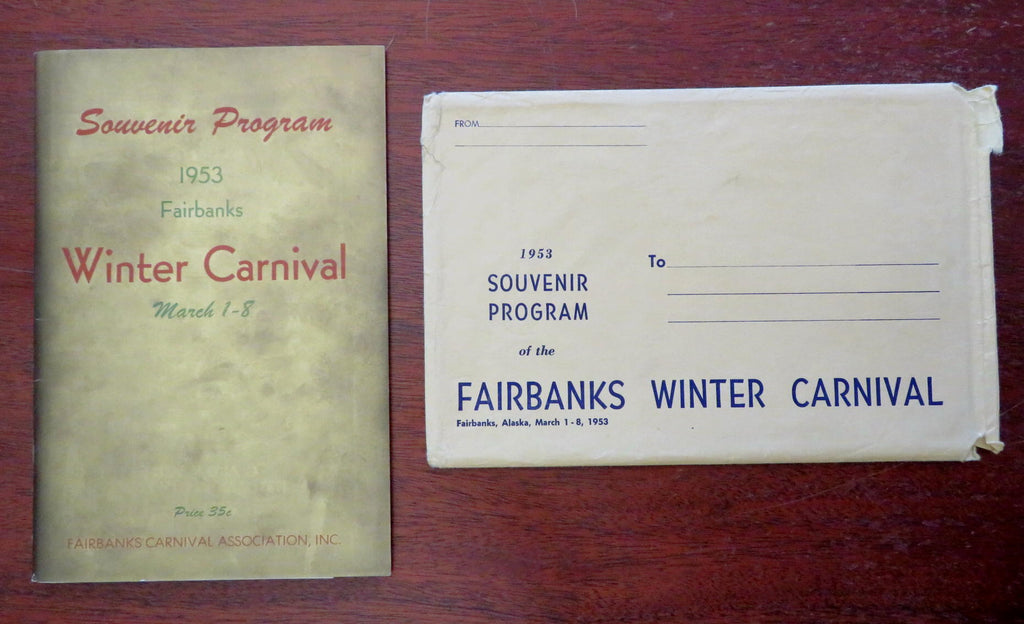 Souvenir Program
1953
Fairbanks
Winter Carnival
March 1-8
Price 35c
FAIRBANKS CARNIVAL ASSOCIATION, INC.
FROM
1953
SOUVENIR
PROGRAM
of the
FAIRBANKS WINTER CARNIVAL
Fairbanks, Alaska, March 1 - 8, 1953
To